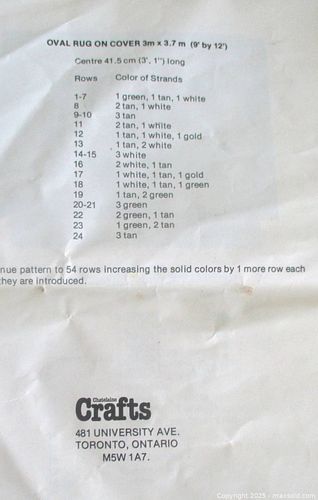 OVAL RUG ON COVER 3m x 3.7 m (9' by 12')
Centre 41.5 cm (3', 1") long
Rows Color of Strands
1-7 1 green, 1 tan, 1 white
8 2 tan, 1 white
9-10 3 tan
11 2 tan, 1 white
12 1 tan, 1 white, 1 gold
13 1 tan, 2 white
14-15 3 white
16 2 white, 1 tan
17 1 white, 1 tan, 1 gold
18 1 white, 1 tan, 1 green
19 1 tan, 2 green
20-21 3 green
22 2 green, 1 tan
23 1 green, 2 tan
24 3 tan
nue pattern to 54 rows increasing the solid colors by 1 more row each
they are introduced.
Chatelaine
Crafts
481 UNIVERSITY AVE.
TORONTO, ONTARIO
M5W 1A7.
Copyright 2025 - maxsold.com